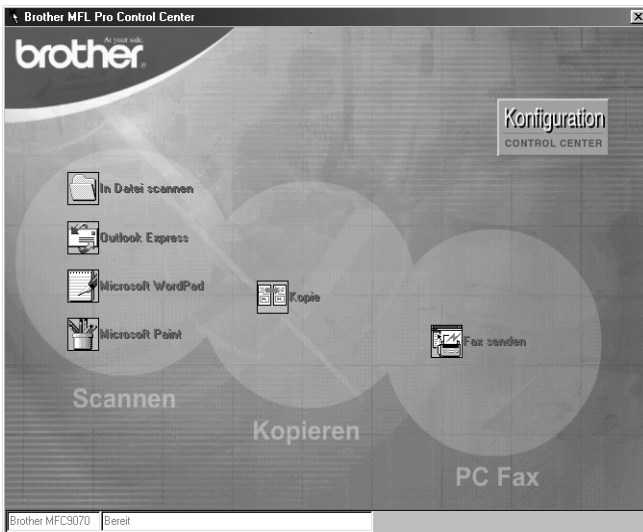 Brother MFL Pro Control Center
At your side.
brother.
Konfiguration
CONTROL CENTER
In Datei scannen
Outlook Express
Microsoft WordPad
Microsoft Paint
Kopie
Fax senden
Scannen
Kopieren
PC Fax
Brother MFC9070
Bereit